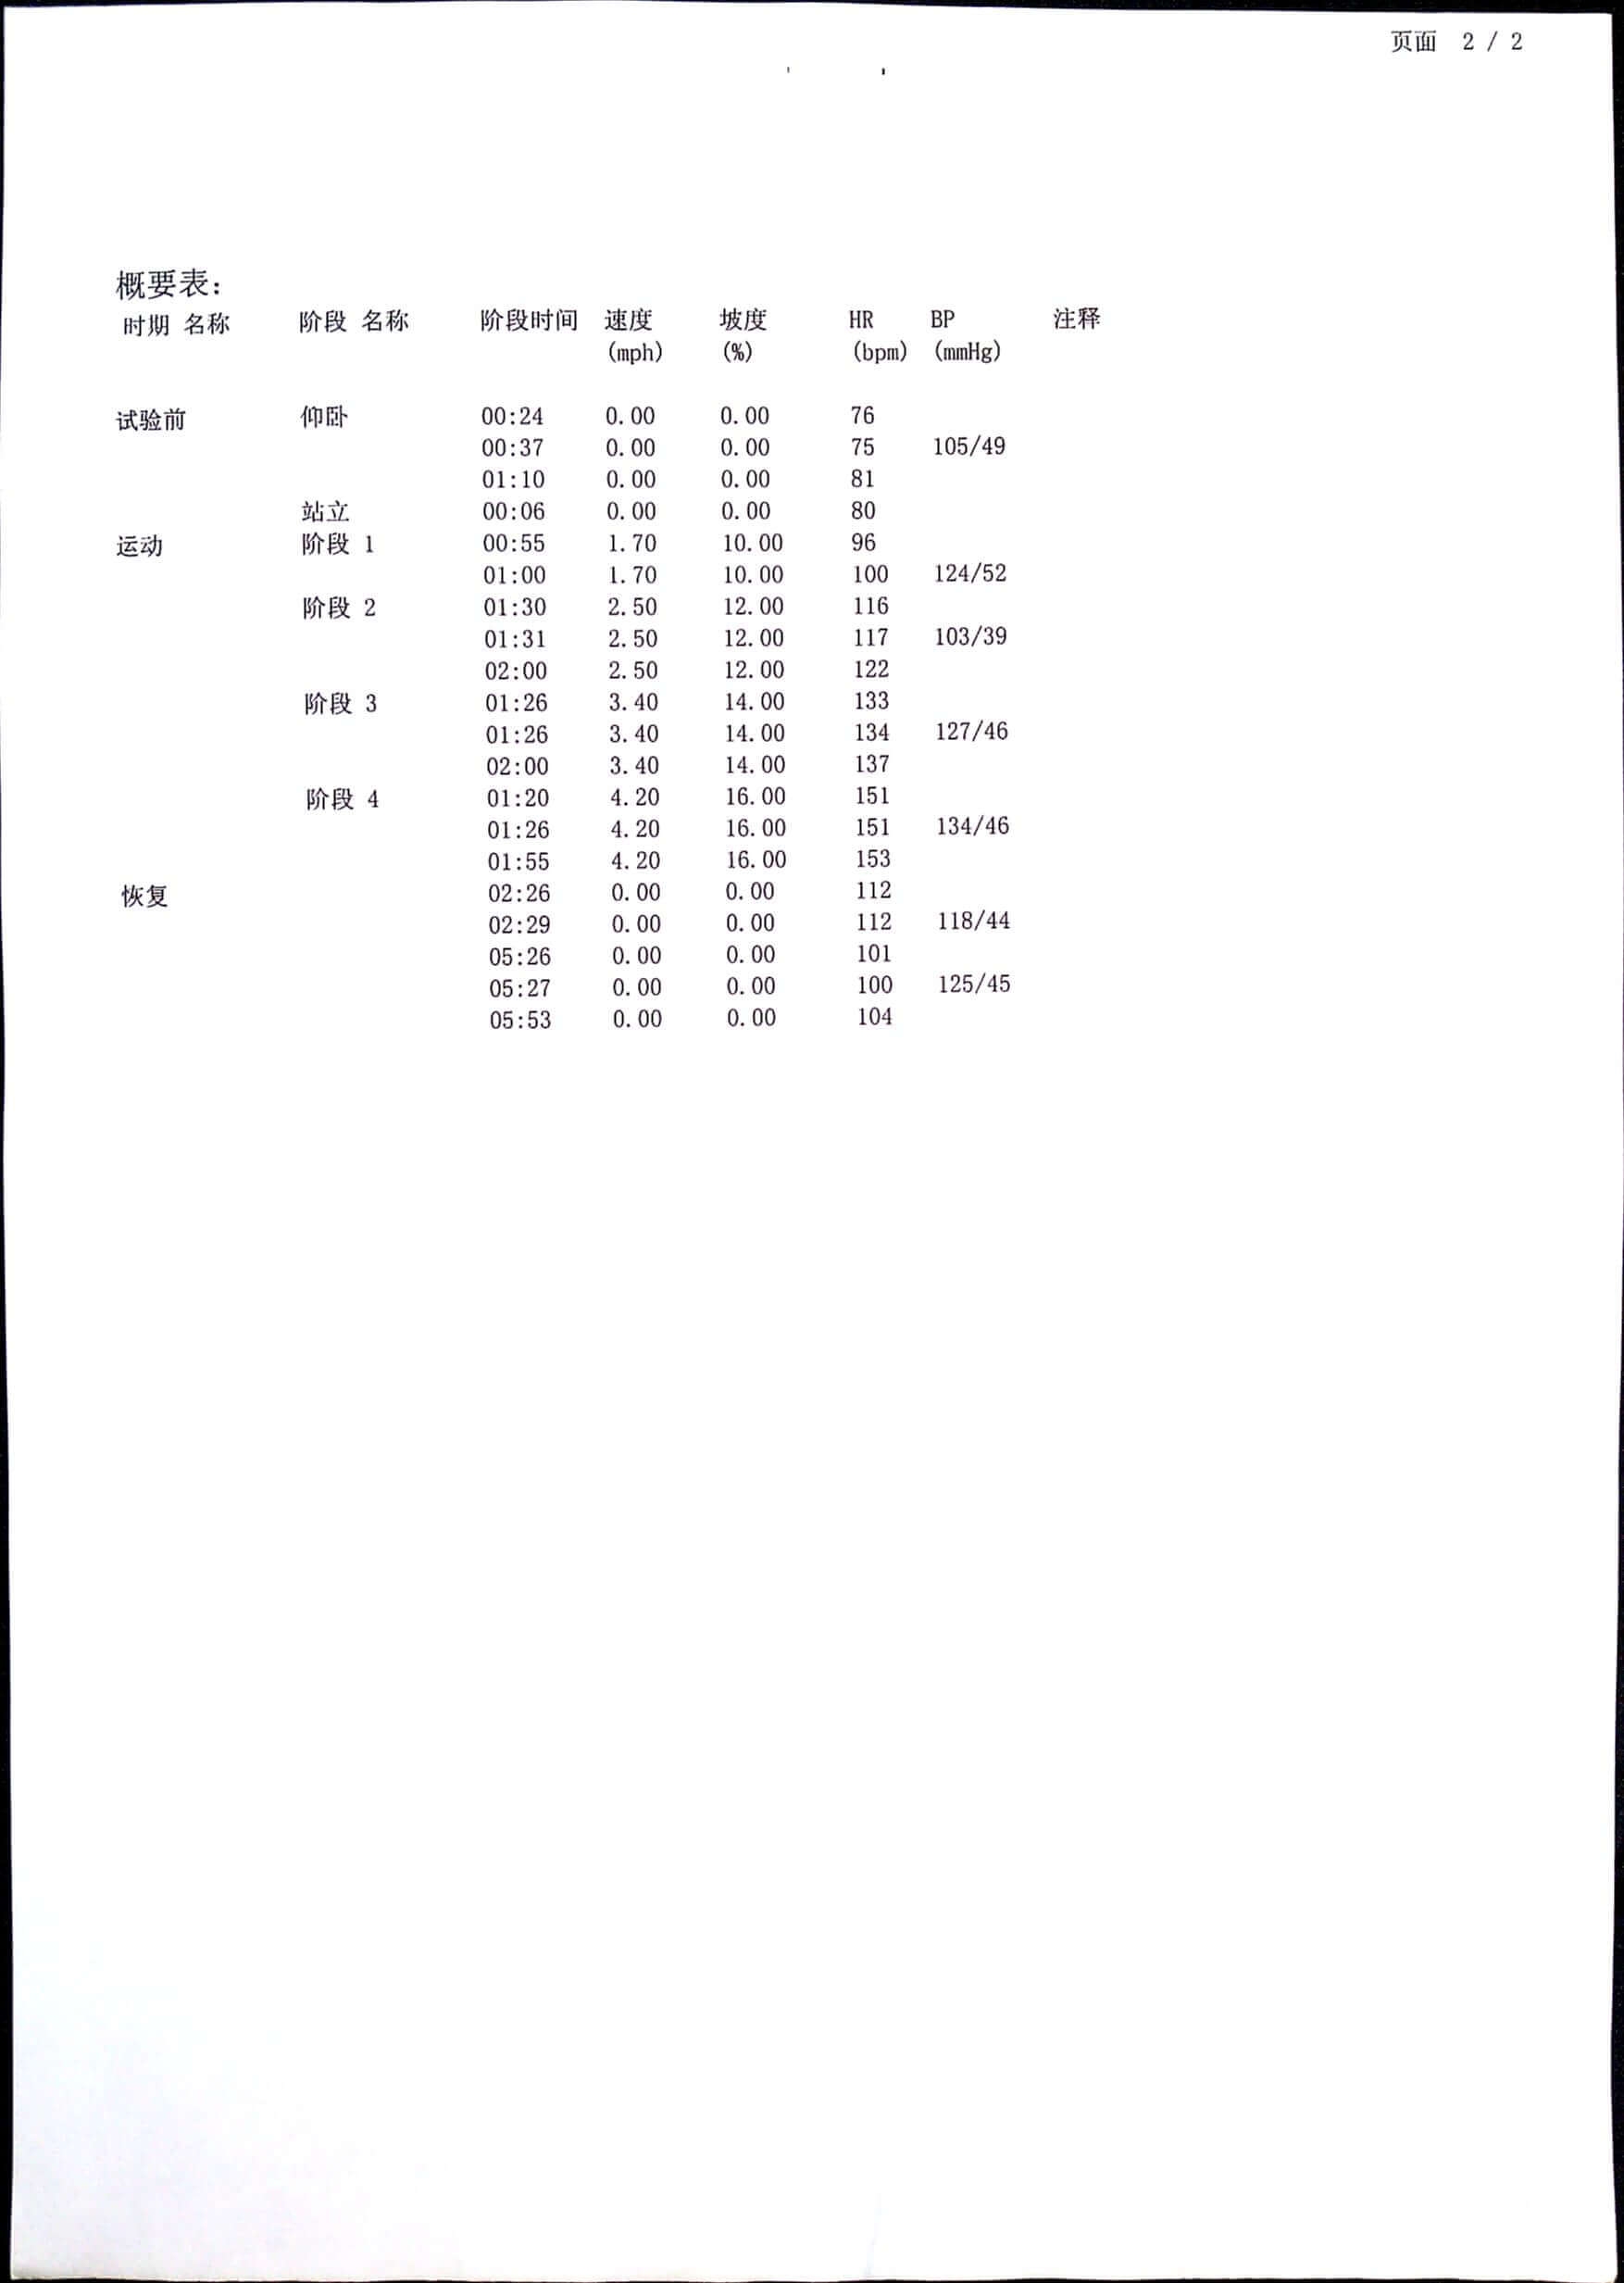 页面 2 / 2
概要表：
时期 名称 阶段 名称 阶段时间 速度 坡度 HR BP 注释
(mph) (%) (bpm) (mmHg)
试验前 仰卧 00:24 0.00 0.00 76
00:37 0.00 0.00 75 105/49
01:10 0.00 0.00 81
站立 00:06 0.00 0.00 80
运动 阶段 1 00:55 1.70 10.00 96
01:00 1.70 10.00 100 124/52
阶段 2 01:30 2.50 12.00 116
01:31 2.50 12.00 117 103/39
02:00 2.50 12.00 122
阶段 3 01:26 3.40 14.00 133
01:26 3.40 14.00 134 127/46
02:00 3.40 14.00 137
阶段 4 01:20 4.20 16.00 151
01:26 4.20 16.00 151 134/46
01:55 4.20 16.00 153
恢复 02:26 0.00 0.00 112
02:29 0.00 0.00 112 118/44
05:26 0.00 0.00 101
05:27 0.00 0.00 100 125/45
05:53 0.00 0.00 104